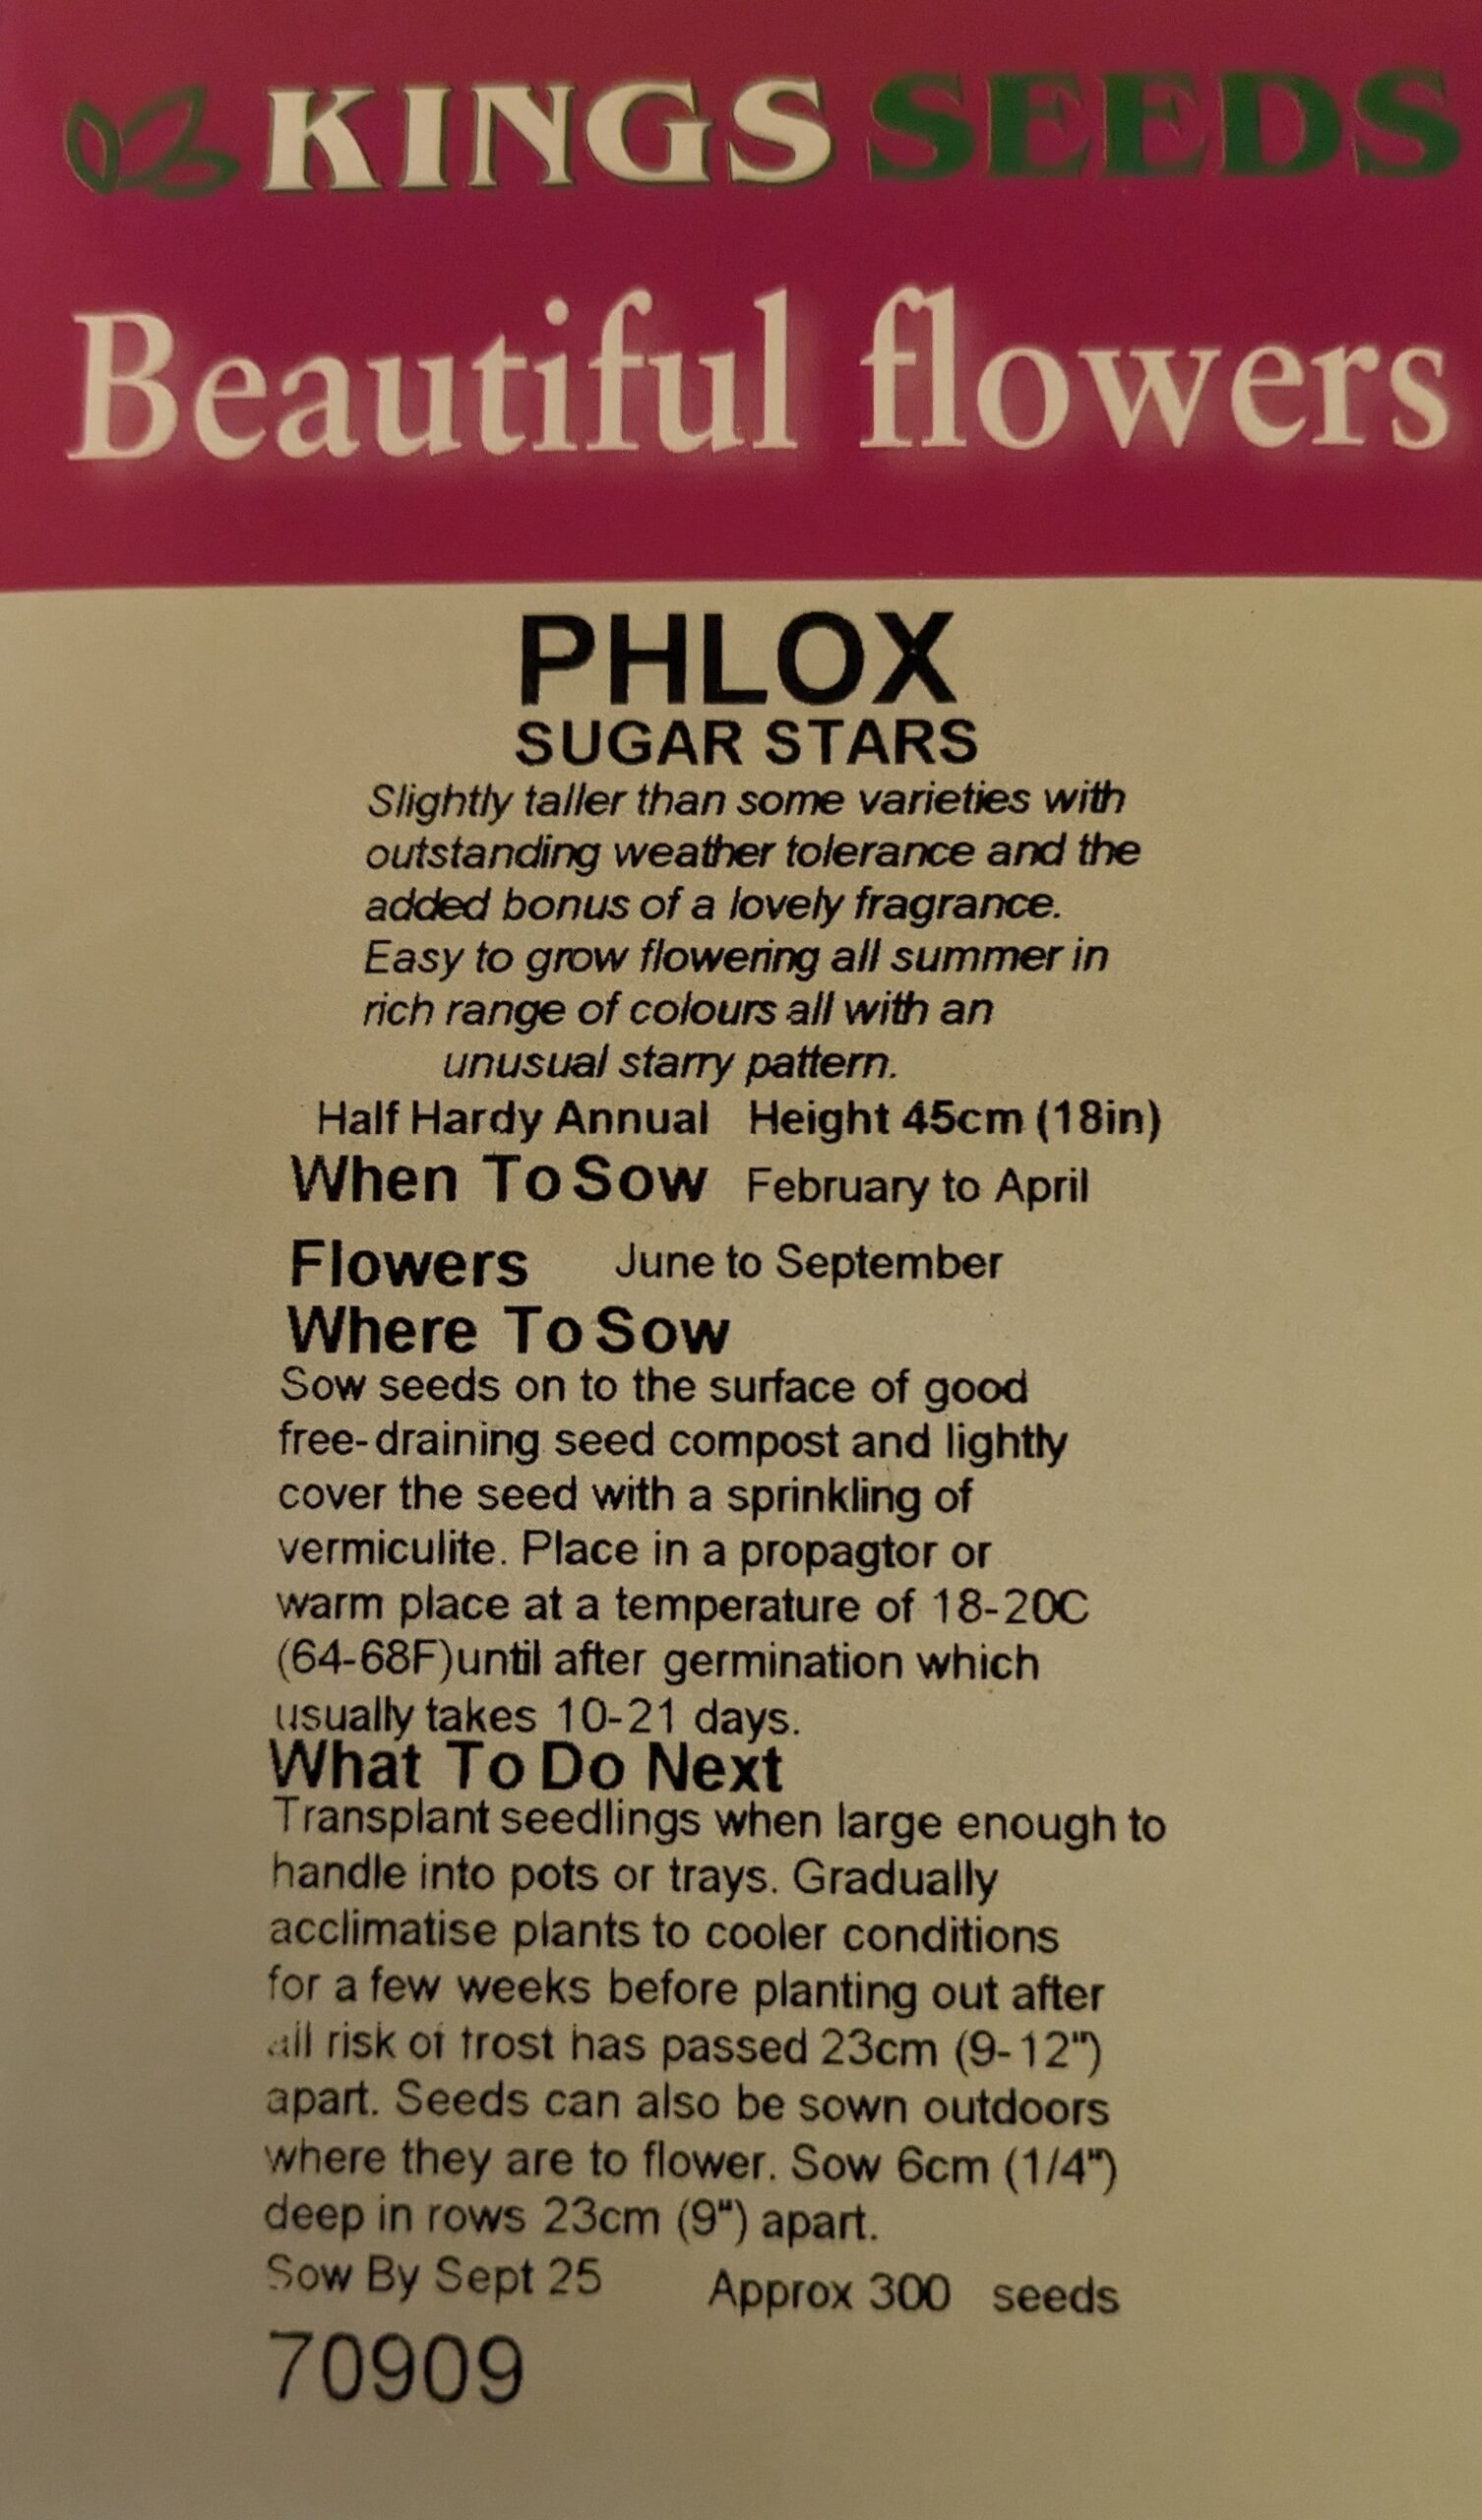 KINGS SEEDS
Beautiful flowers
PHLOX
SUGAR STARS
Slightly taller than some varieties with
outstanding weather tolerance and the
added bonus of a lovely fragrance.
Easy to grow flowering all summer in
rich range of colours all with an
unusual starry pattern.
Half Hardy Annual Height 45cm (18in)
When To Sow February to April
Flowers June to September
Where To Sow
Sow seeds on to the surface of good
free-draining seed compost and lightly
cover the seed with a sprinkling of
vermiculite. Place in a propagtor or
warm place at a temperature of 18-20C
(64-68F)until after germination which
usually takes 10-21 days.
What To Do Next
Transplant seedlings when large enough to
handle into pots or trays. Gradually
acclimatise plants to cooler conditions
for a few weeks before planting out after
all risk of frost has passed 23cm (9-12")
apart. Seeds can also be sown outdoors
where they are to flower. Sow 6cm (1/4")
deep in rows 23cm (9") apart.
Sow By Sept 25 Approx 300 seeds
70909